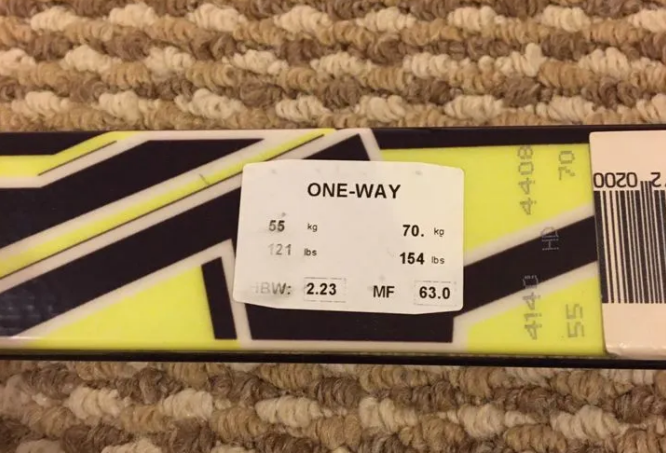 ONE-WAY
55 kg 70. kg
121 lbs 154 lbs
HBW: 2.23 MF 63.0
4408 70
HD
4140 55
0200